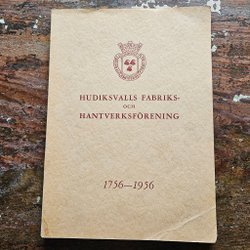 HUDIKSVALLS FABRIKS-
OCH
HANTVERKSFÖRENING
1756—1956